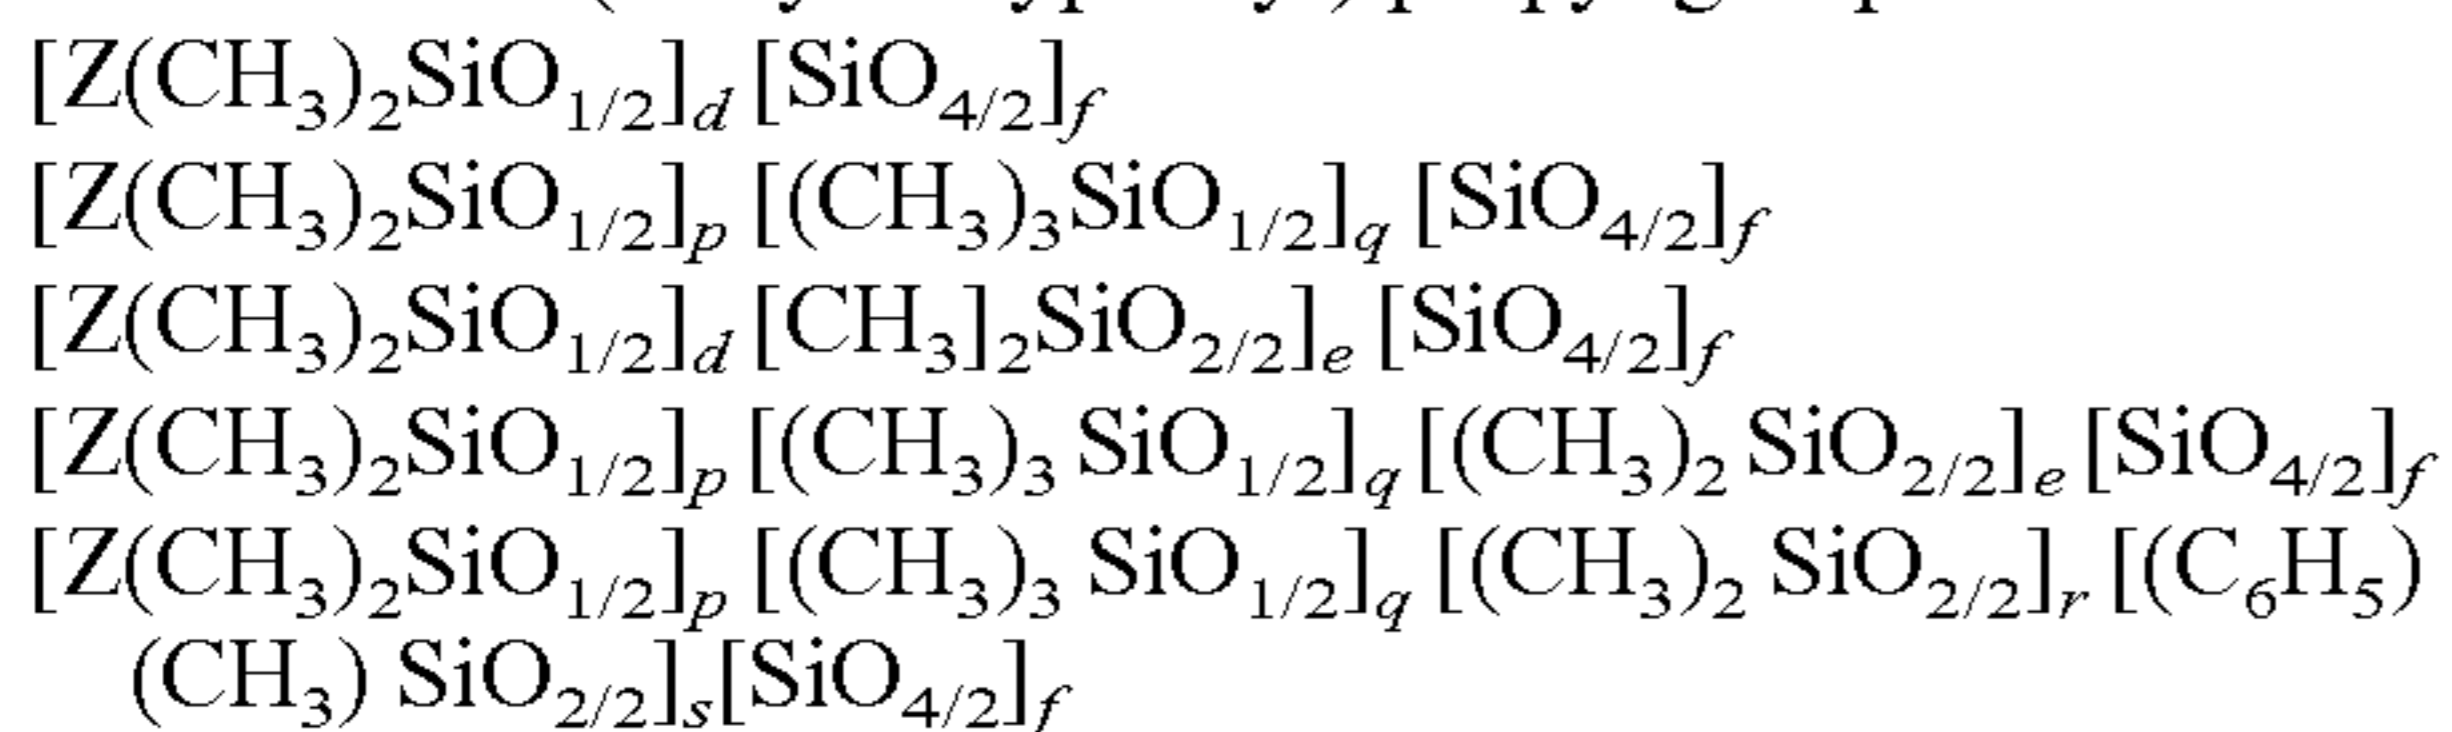 [Z(CH₃)₂SiO₁/₂]d [SiO₄/₂]f
[Z(CH₃)₂SiO₁/₂]p [(CH₃)₃SiO₁/₂]q [SiO₄/₂]f
[Z(CH₃)₂SiO₁/₂]d [CH₃]₂SiO₂/₂]e [SiO₄/₂]f
[Z(CH₃)₂SiO₁/₂]p [(CH₃)₃ SiO₁/₂]q [(CH₃)₂ SiO₂/₂]e [SiO₄/₂]f
[Z(CH₃)₂SiO₁/₂]p [(CH₃)₃ SiO₁/₂]q [(CH₃)₂ SiO₂/₂]r [(C₆H₅)
(CH₃) SiO₂/₂]s[SiO₄/₂]f